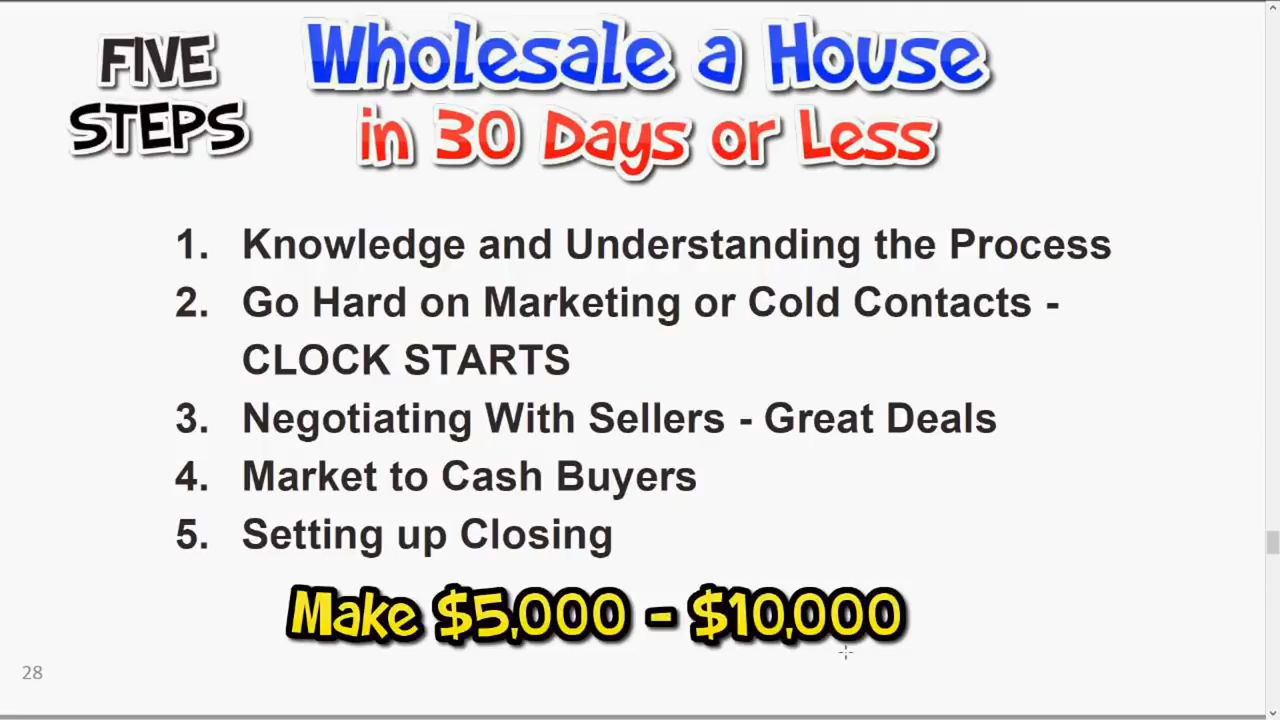 FIVE
STEPS
Wholesale a House
in 30 Days or Less
1. Knowledge and Understanding the Process
2. Go Hard on Marketing or Cold Contacts -
CLOCK STARTS
3. Negotiating With Sellers - Great Deals
4. Market to Cash Buyers
5. Setting up Closing
Make $5,000 - $10,000
28